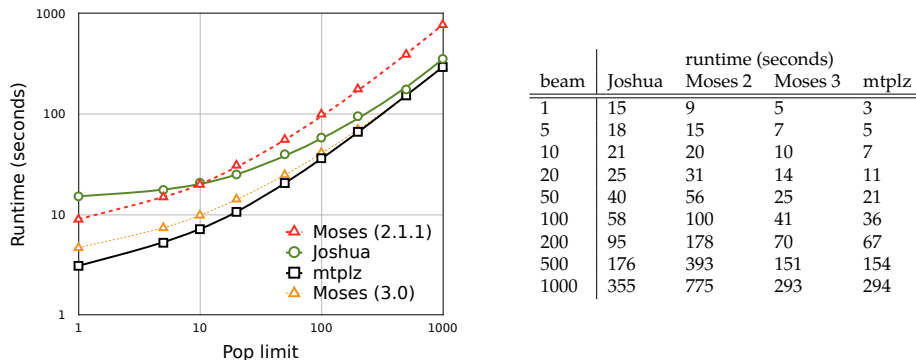 1000
100
10
1
Runtime (seconds)
1 10 100 1000
Pop limit
Moses (2.1.1)
Joshua
mtplz
Moses (3.0)
runtime (seconds)
beam Joshua Moses 2 Moses 3 mtplz
1 15 9 5 3
5 18 15 7 5
10 21 20 10 7
20 25 31 14 11
50 40 56 25 21
100 58 100 41 36
200 95 178 70 67
500 176 393 151 154
1000 355 775 293 294